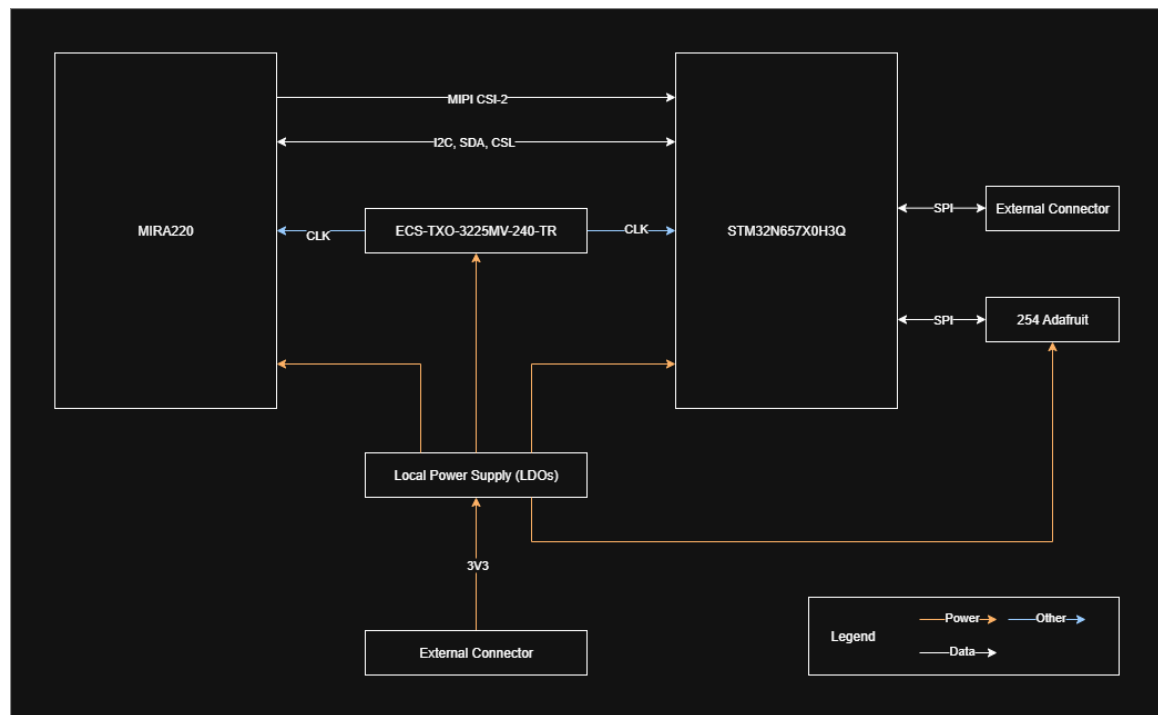 MIPI CSI-2
I2C, SDA, CSL
MIRA220
CLK
ECS-TXO-3225MV-240-TR
CLK
STM32N657X0H3Q
SPI
External Connector
SPI
254 Adafruit
Local Power Supply (LDOs)
3V3
External Connector
Legend
Power
Other
Data